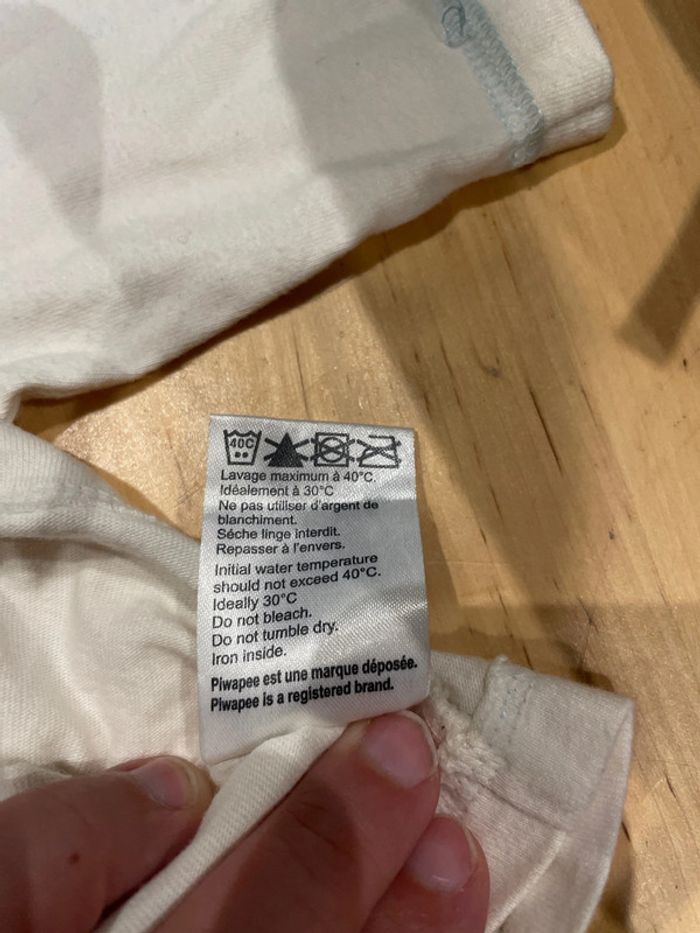 40C
Lavage maximum à 40°C.
Idéalement à 30°C
Ne pas utiliser d'argent de
blanchiment.
Séche linge interdit.
Repasser à l'envers.
Initial water temperature
should not exceed 40°C.
Ideally 30°C
Do not bleach.
Do not tumble dry.
Iron inside.
Piwapee est une marque déposée.
Piwapee is a registered brand.